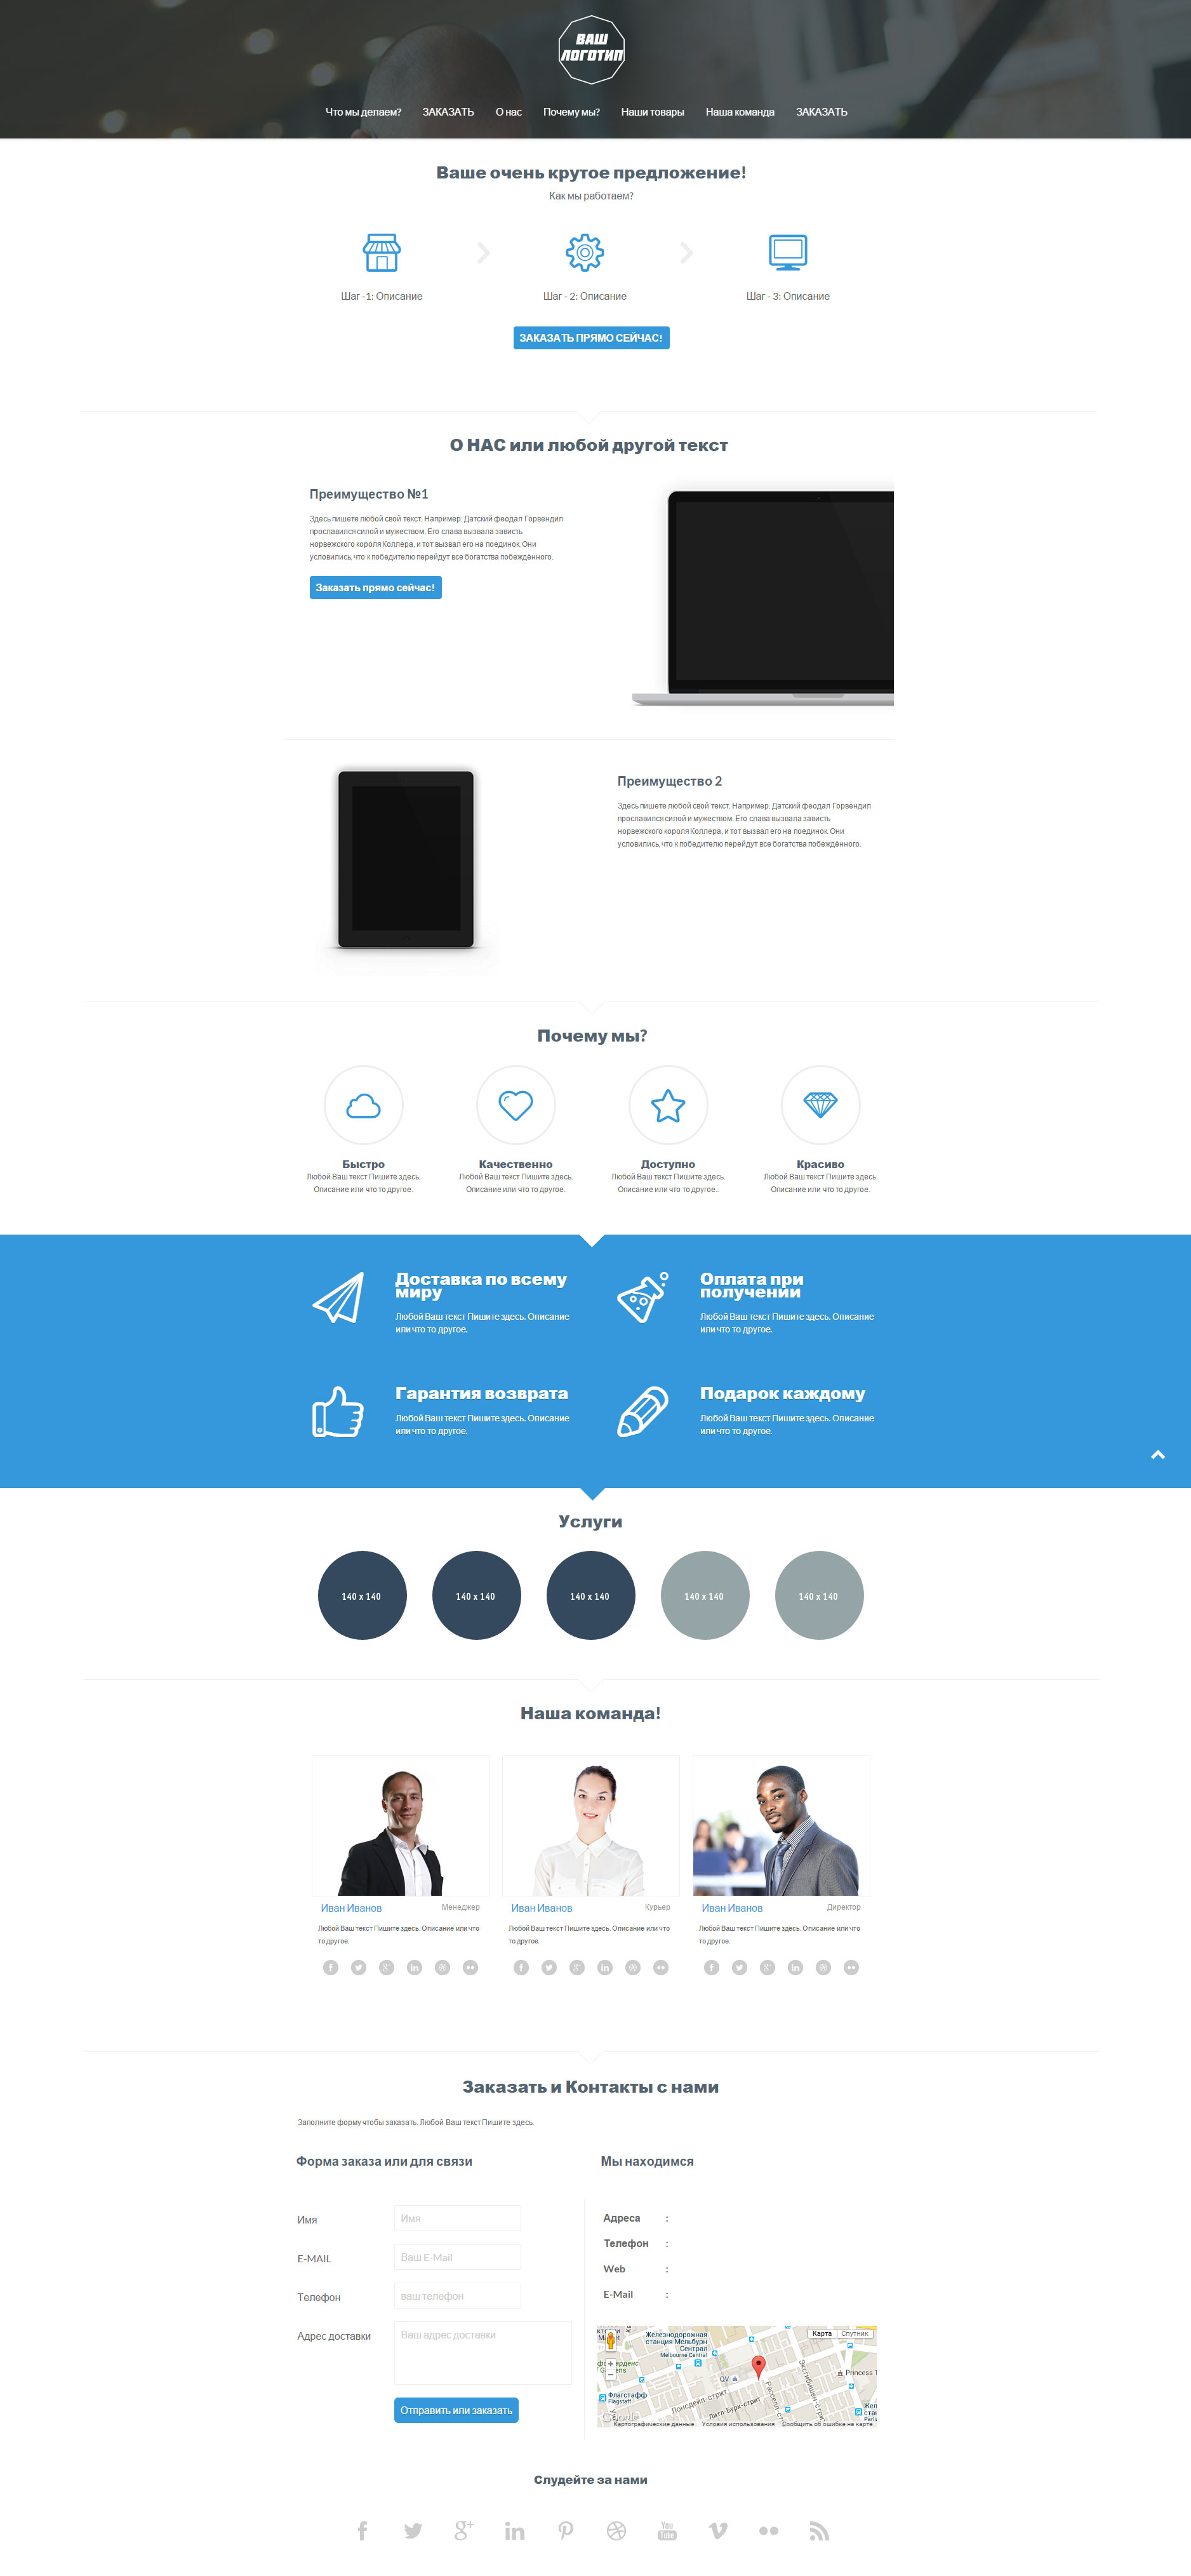 ВАШ
ЛОГОТИП
Что мы делаем? ЗАКАЗАТЬ О нас Почему мы? Наши товары Наша команда ЗАКАЗАТЬ
Ваше очень крутое предложение!
Как мы работаем?
Шаг -1: Описание
Шаг - 2: Описание
Шаг - 3: Описание
ЗАКАЗАТЬ ПРЯМО СЕЙЧАС!
О НАС или любой другой текст
Преимущество №1
Здесь пишете любой свой текст. Например: Датский феодал Горвендил
прославился силой и мужеством. Его слава вызвала зависть
норвежского короля Коллера, и тот вызвал его на поединок. Они
условились, что к победителю перейдут все богатства побеждённого.
Заказать прямо сейчас!
Преимущество 2
Здесь пишете любой свой текст. Например: Датский феодал Горвендил
прославился силой и мужеством. Его слава вызвала зависть
норвежского короля Коллера, и тот вызвал его на поединок. Они
условились, что к победителю перейдут все богатства побеждённого.
Почему мы?
Быстро
Любой Ваш текст Пишите здесь.
Описание или что то другое.
Качественно
Любой Ваш текст Пишите здесь.
Описание или что то другое.
Доступно
Любой Ваш текст Пишите здесь.
Описание или что то другое..
Красиво
Любой Ваш текст Пишите здесь.
Описание или что то другое.
Доставка по всему
миру
Любой Ваш текст Пишите здесь. Описание
или что то другое.
Оплата при
получении
Любой Ваш текст Пишите здесь. Описание
или что то другое.
Гарантия возврата
Любой Ваш текст Пишите здесь. Описание
или что то другое.
Подарок каждому
Любой Ваш текст Пишите здесь. Описание
или что то другое.
Услуги
140 x 140
140 x 140
140 x 140
140 x 140
140 x 140
Наша команда!
Иван Иванов Менеджер
Любой Ваш текст Пишите здесь. Описание или что
то другое.
Иван Иванов Курьер
Любой Ваш текст Пишите здесь. Описание или что
то другое.
Иван Иванов Директор
Любой Ваш текст Пишите здесь. Описание или что
то другое.
Заказать и Контакты с нами
Заполните форму чтобы заказать. Любой Ваш текст Пишите здесь.
Форма заказа или для связи
Имя Имя
E-MAIL Ваш E-Mail
Телефон ваш телефон
Адрес доставки Ваш адрес доставки
Отправить или заказать
Мы находимся
Адреса :
Телефон :
Web :
E-Mail :
Железнодорожная
станция Мельбурн
Сентрал
Melbourne Central
Карта Спутник
QV
Princess T
Флагстафф
Flagstaff
Лонсдейл-стрит
Литл-Бурк-стрит
Расселл-ст
Эксгибишен-стрит
Google
Картографические данные Условия использования Сообщить об ошибке на карте
Слудейте за нами
You
Tube